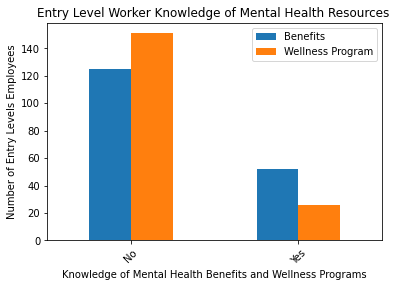 Entry Level Worker Knowledge of Mental Health Resources
Benefits
Wellness Program
Number of Entry Levels Employees
140
120
100
80
60
40
20
0
No
Yes
Knowledge of Mental Health Benefits and Wellness Programs